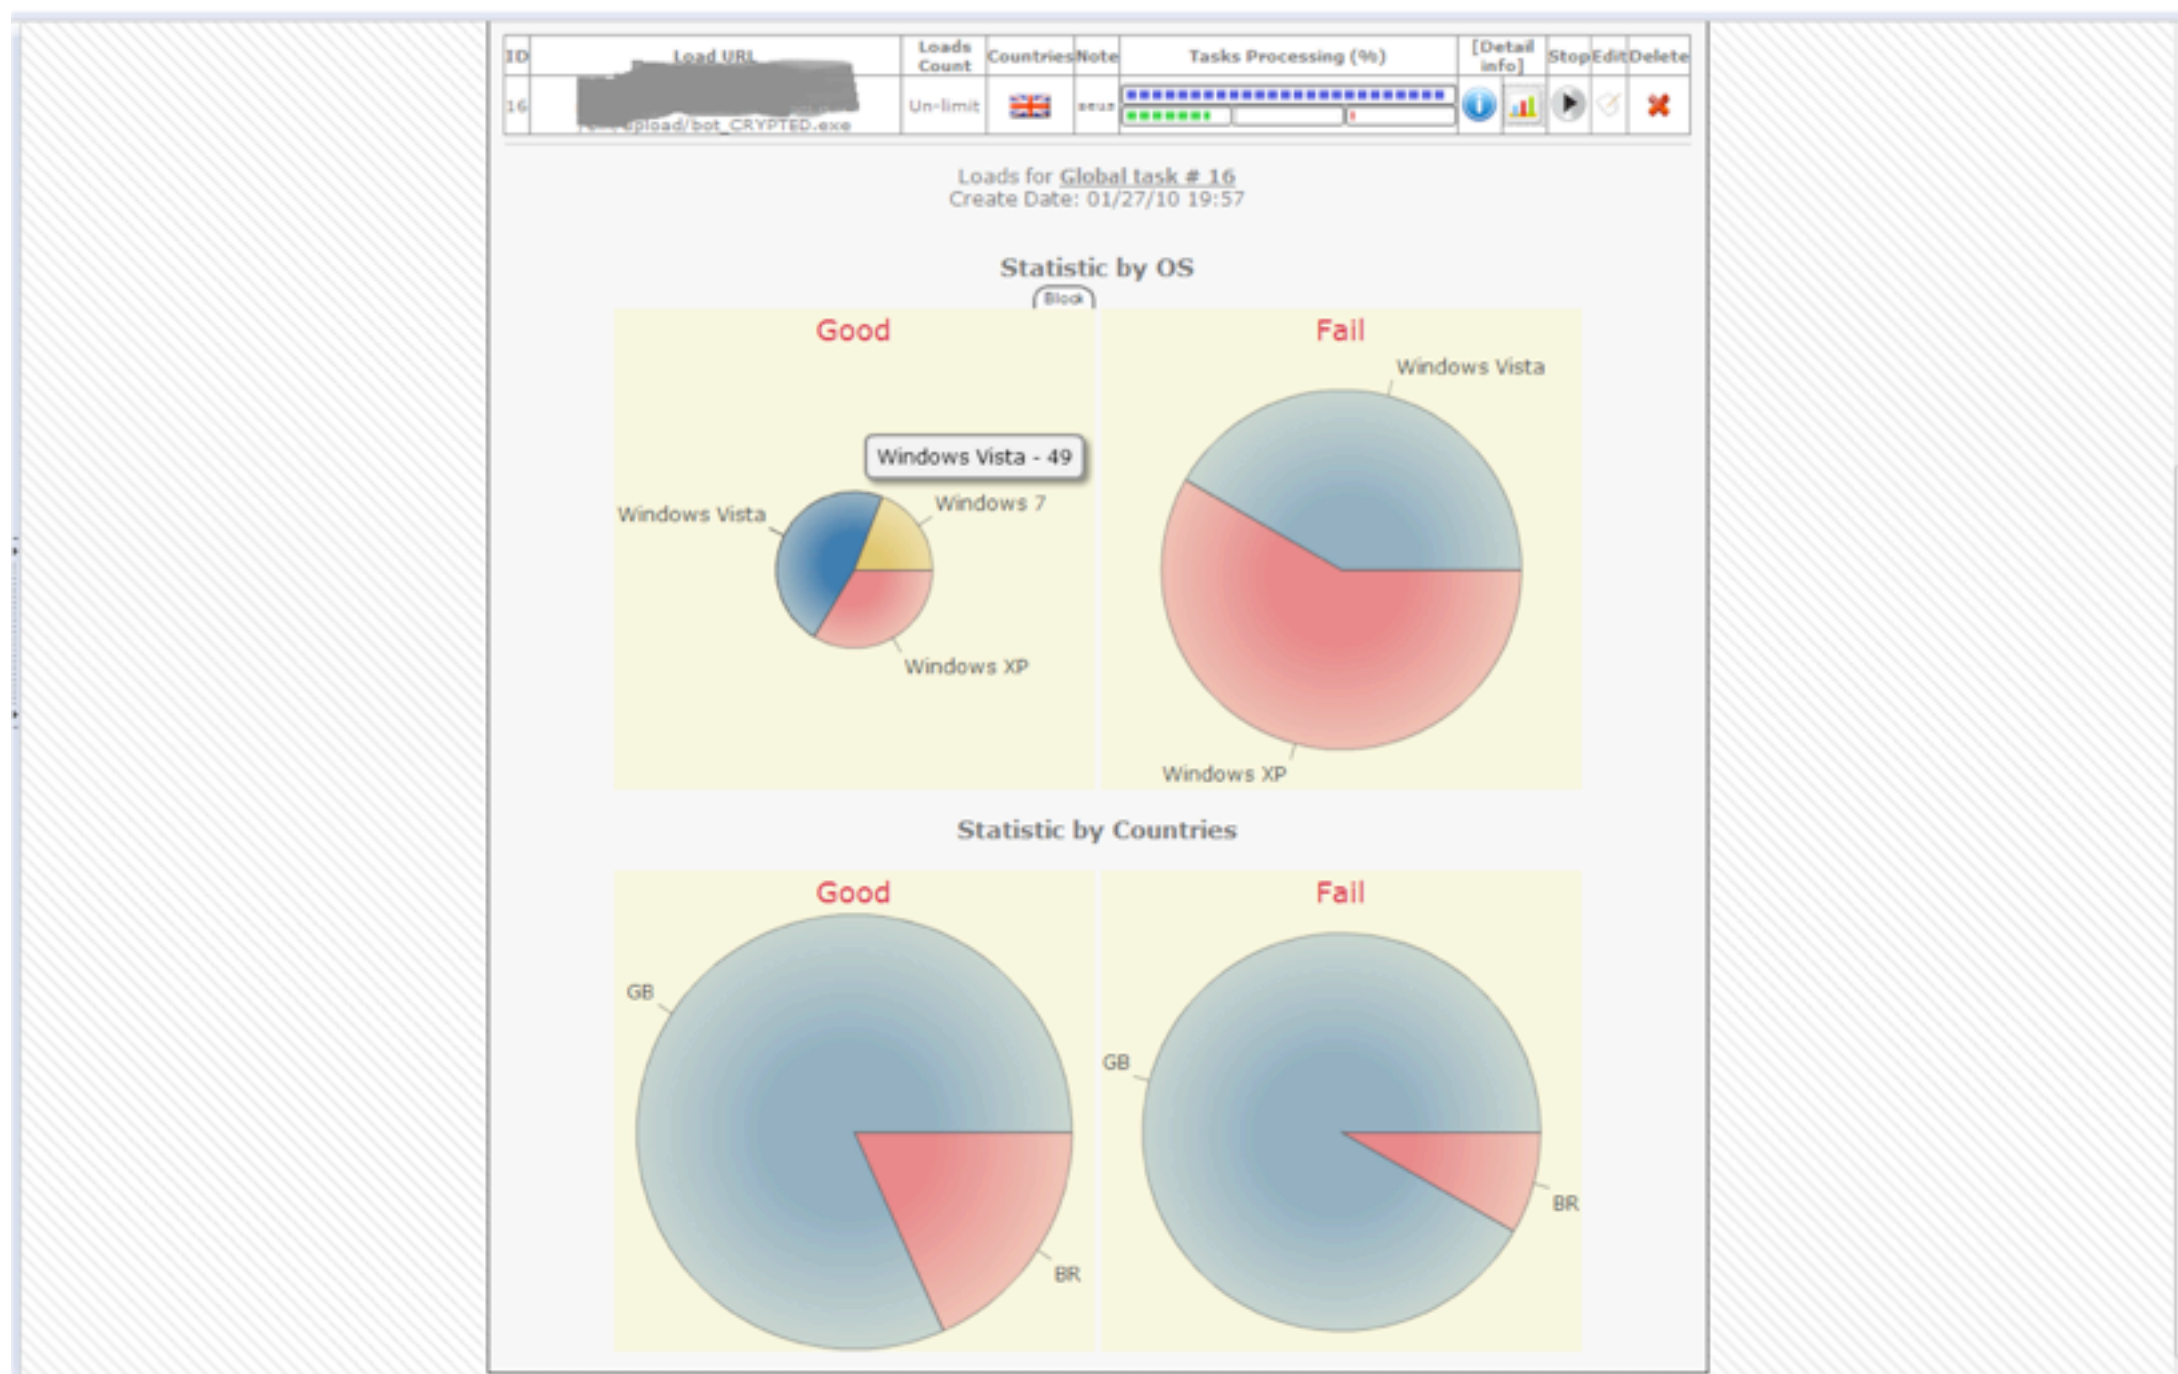 ID Load URL Loads Count Countries Note Tasks Processing (%) [Detail info] Stop Edit Delete
16 Un-limit
upload/bot_CRYPTED.exe
Loads for Global task # 16
Create Date: 01/27/10 19:57
Statistic by OS
Block
Good
Windows Vista - 49
Windows 7
Windows Vista
Windows XP
Fail
Windows Vista
Windows XP
Statistic by Countries
Good
GB
BR
Fail
GB
BR